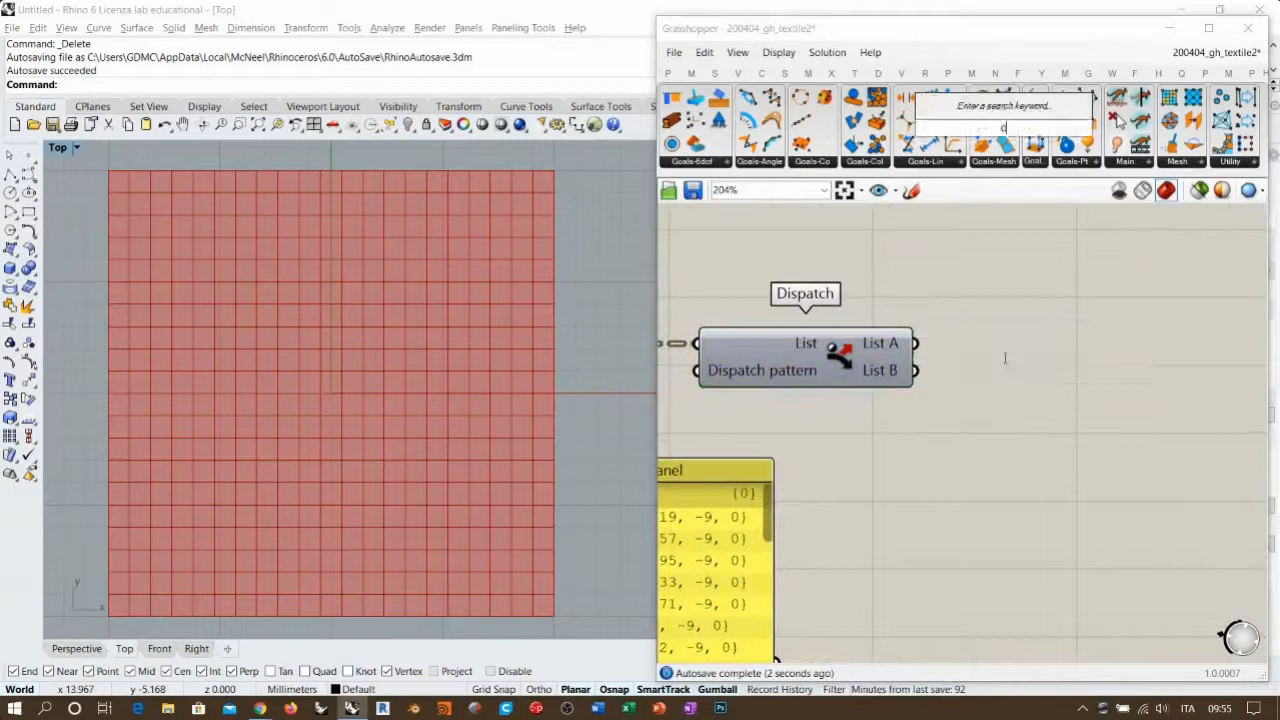 Untitled - Rhino 6 Licenza lab educational - [Top]
File Edit View Curve Surface Solid Mesh Dimension Transform Tools Analyze Render Panels Paneling Tools Help
Command: _Delete
Autosaving file as C:\Users\GDMC\AppData\Local\McNeel\Rhinoceros\6.0\AutoSave\RhinoAutosave.3dm
Autosave succeeded
Command:
Standard CPlanes Set View Display Select Viewport Layout Visibility Transform Curve Tools Surface Tools
Top
y
x
Perspective Top Front Right
End Near Point Mid Cen Int Perp Tan Quad Knot Vertex Project Disable
World x 13.967 y -5.168 z 0.000 Millimeters Default Grid Snap Ortho Planar Osnap SmartTrack Gumball Record History Filter Minutes from last save: 92
Grasshopper - 200404_gh_textile2*
File Edit View Display Solution Help 200404_gh_textile2*
P M S V C S I M X T D A V R P B W M N F T M G H Q P M P H
Enter a search keyword...
d
Goals-6dof Goals-Angle Goals-Co Goals-Col Goals-Lin Goals-Mesh Goal... Goals-Pt Main Mesh Utility
204%
Dispatch
List List A
Dispatch pattern List B
anel
{0}
19, -9, 0}
57, -9, 0}
95, -9, 0}
33, -9, 0}
71, -9, 0}
, -9, 0}
2, -9, 0}
Autosave complete (2 seconds ago) 1.0.0007
ITA 09:55